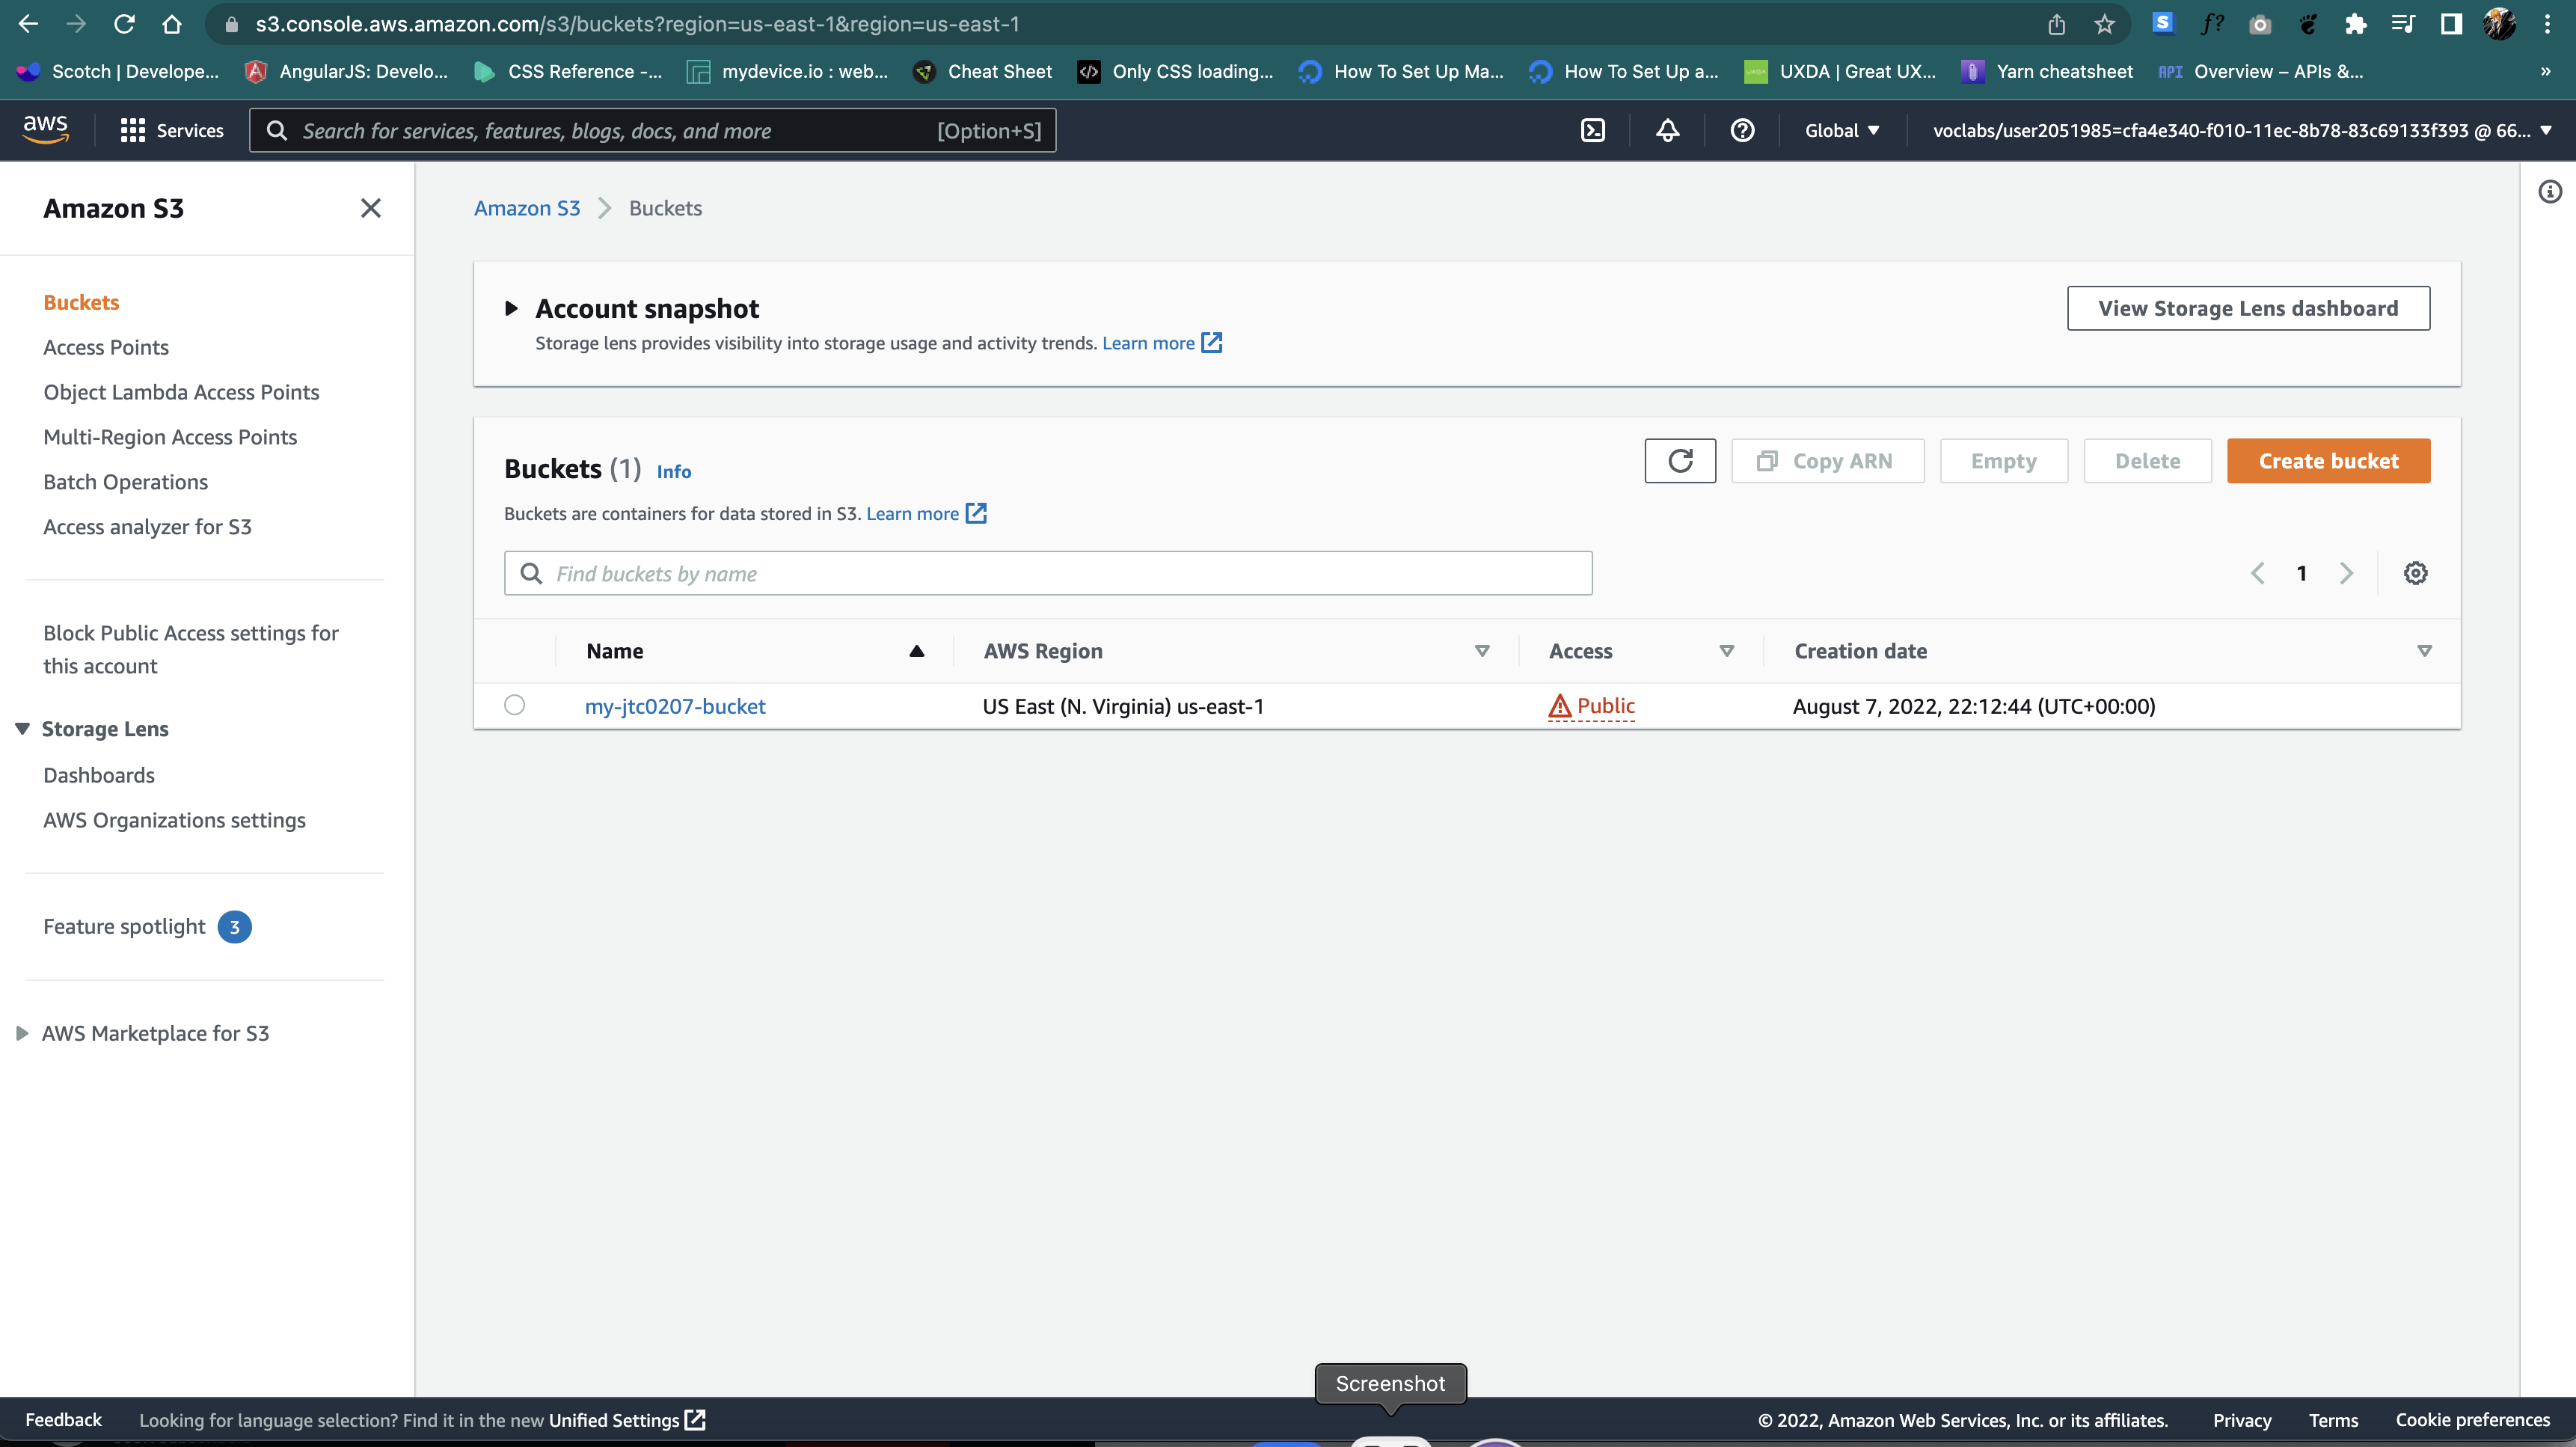 s3.console.aws.amazon.com/s3/buckets?region=us-east-1&region=us-east-1
S
f?
Scotch | Develope...
AngularJS: Develo...
CSS Reference -...
mydevice.io : web...
Cheat Sheet
Only CSS loading...
How To Set Up Ma...
How To Set Up a...
UXDA | Great UX...
Yarn cheatsheet
API
Overview – APIs &...
»
aws
Services
Search for services, features, blogs, docs, and more
[Option+S]
Global
voclabs/user2051985=cfa4e340-f010-11ec-8b78-83c69133f393 @ 66...
Amazon S3
Buckets
Access Points
Object Lambda Access Points
Multi-Region Access Points
Batch Operations
Access analyzer for S3
Block Public Access settings for
this account
Storage Lens
Dashboards
AWS Organizations settings
Feature spotlight 3
AWS Marketplace for S3
Amazon S3
Buckets
Account snapshot
Storage lens provides visibility into storage usage and activity trends. Learn more
View Storage Lens dashboard
Buckets (1) Info
Copy ARN
Empty
Delete
Create bucket
Buckets are containers for data stored in S3. Learn more
Find buckets by name
1
Name
AWS Region
Access
Creation date
my-jtc0207-bucket
US East (N. Virginia) us-east-1
Public
August 7, 2022, 22:12:44 (UTC+00:00)
Screenshot
Feedback
Looking for language selection? Find it in the new Unified Settings
© 2022, Amazon Web Services, Inc. or its affiliates.
Privacy
Terms
Cookie preferences